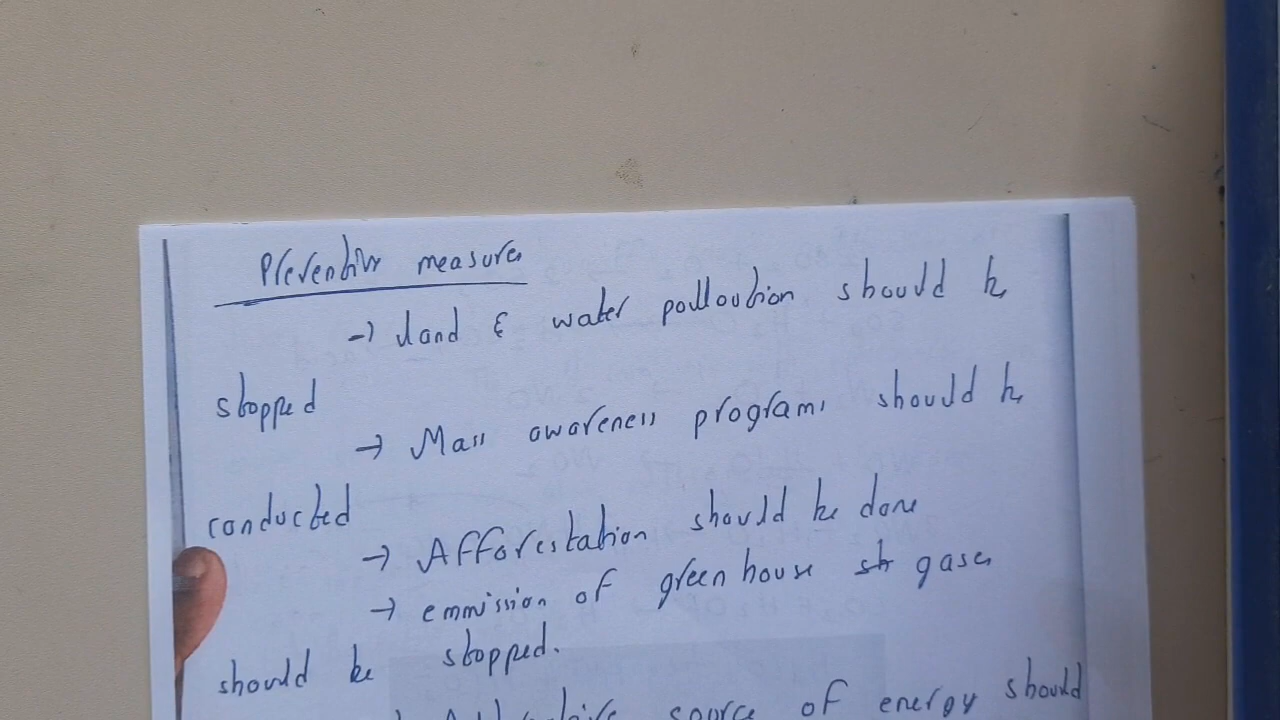 Preventive measures
→ land & water polloution should be
stopped
→ Mass awareness programs should be
conducted
→ Afforestation should be done
→ emmission of green house gases
should be stopped.
source of energy should